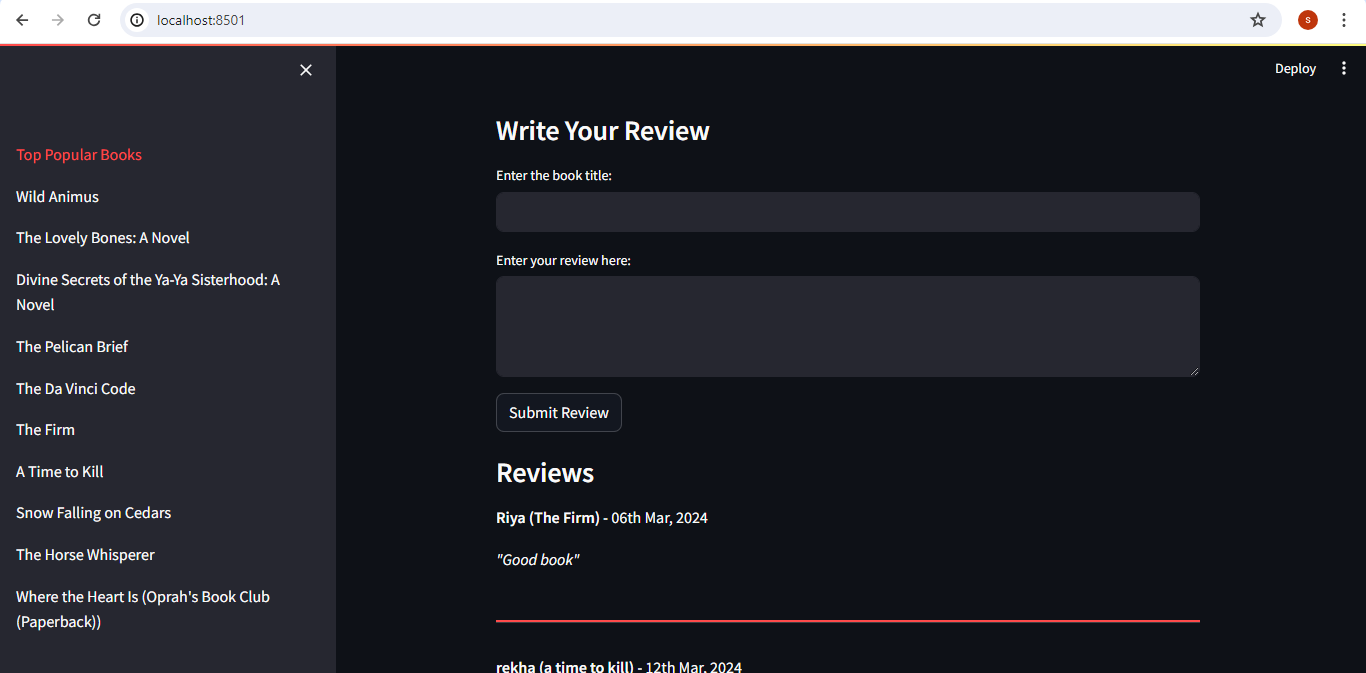 localhost:8501
S
Deploy
Top Popular Books
Wild Animus
The Lovely Bones: A Novel
Divine Secrets of the Ya-Ya Sisterhood: A
Novel
The Pelican Brief
The Da Vinci Code
The Firm
A Time to Kill
Snow Falling on Cedars
The Horse Whisperer
Where the Heart Is (Oprah's Book Club
(Paperback))
Write Your Review
Enter the book title:
Enter your review here:
Submit Review
Reviews
Riya (The Firm) - 06th Mar, 2024
"Good book"
rekha (a time to kill) - 12th Mar, 2024